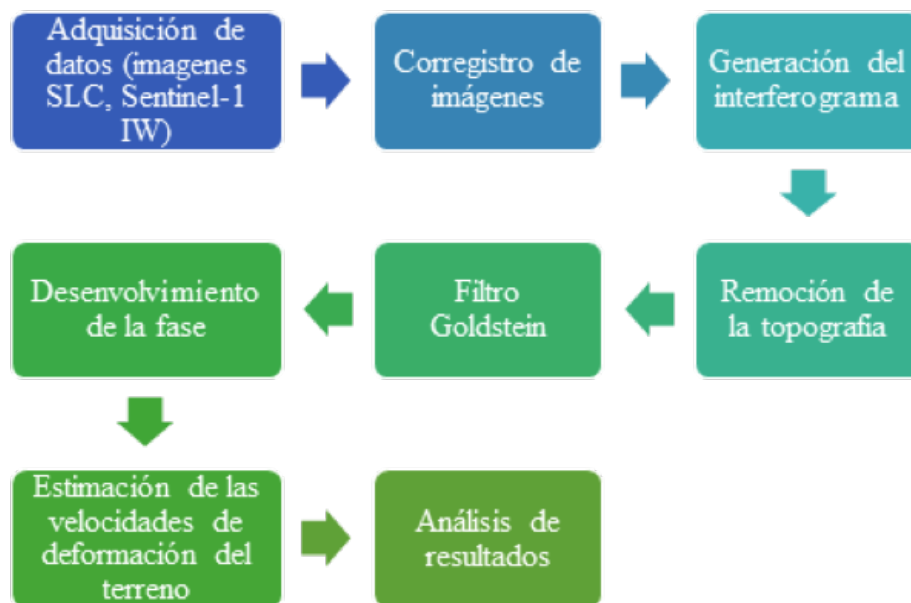 Adquisición de
datos (imagenes
SLC, Sentinel-1
IW)
Corregistro de
imágenes
Generación del
interferograma
Remoción de
la topografía
Filtro
Goldstein
Desenvolvimiento
de la fase
Estimación de las
velocidades de
deformación del
terreno
Análisis de
resultados